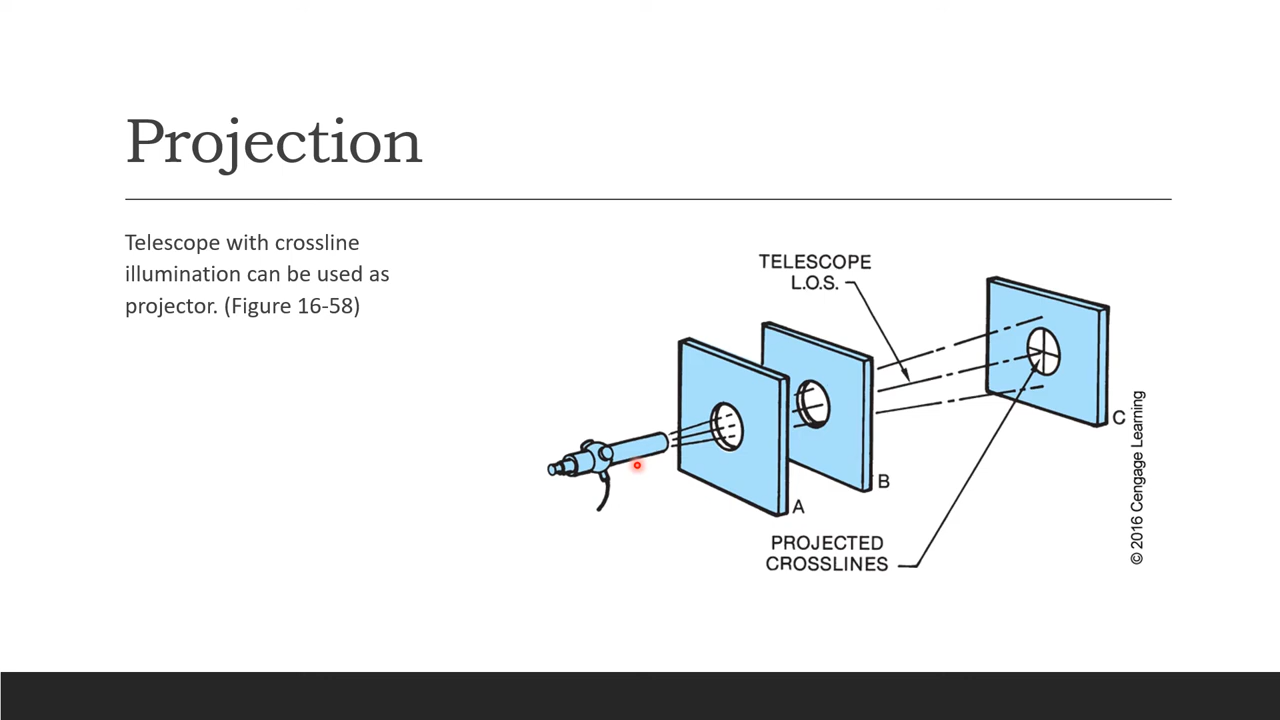 Projection
Telescope with crossline
illumination can be used as
projector. (Figure 16-58)
TELESCOPE
L.O.S.
A
B
C
PROJECTED
CROSSLINES
© 2016 Cengage Learning